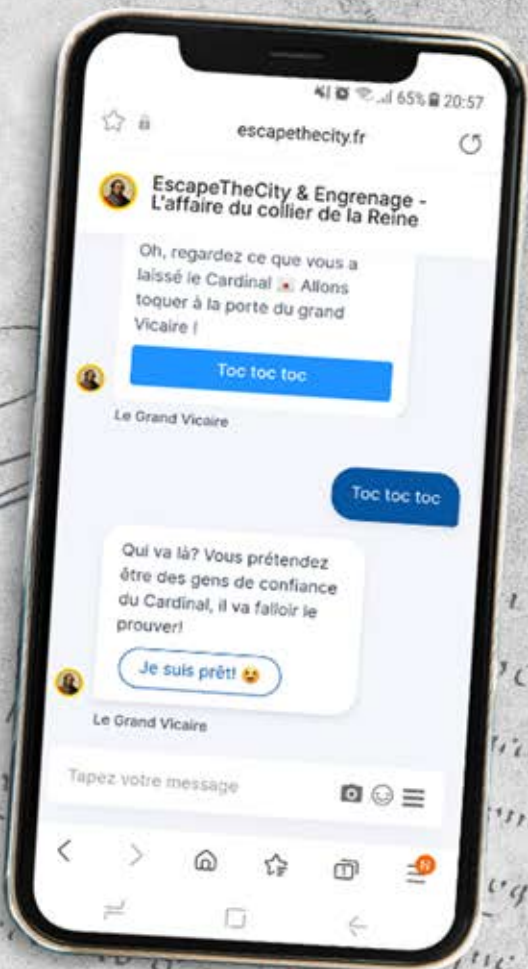 65% 20:57
escapethecity.fr
EscapeTheCity & Engrenage -
L'affaire du collier de la Reine
Oh, regardez ce que vous a
laissé le Cardinal 💌 Allons
toquer à la porte du grand
Vicaire !
Toc toc toc
Le Grand Vicaire
Toc toc toc
Qui va là? Vous prétendez
être des gens de confiance
du Cardinal, il va falloir le
prouver!
Je suis prêt! 😆
Le Grand Vicaire
Tapez votre message
1
N